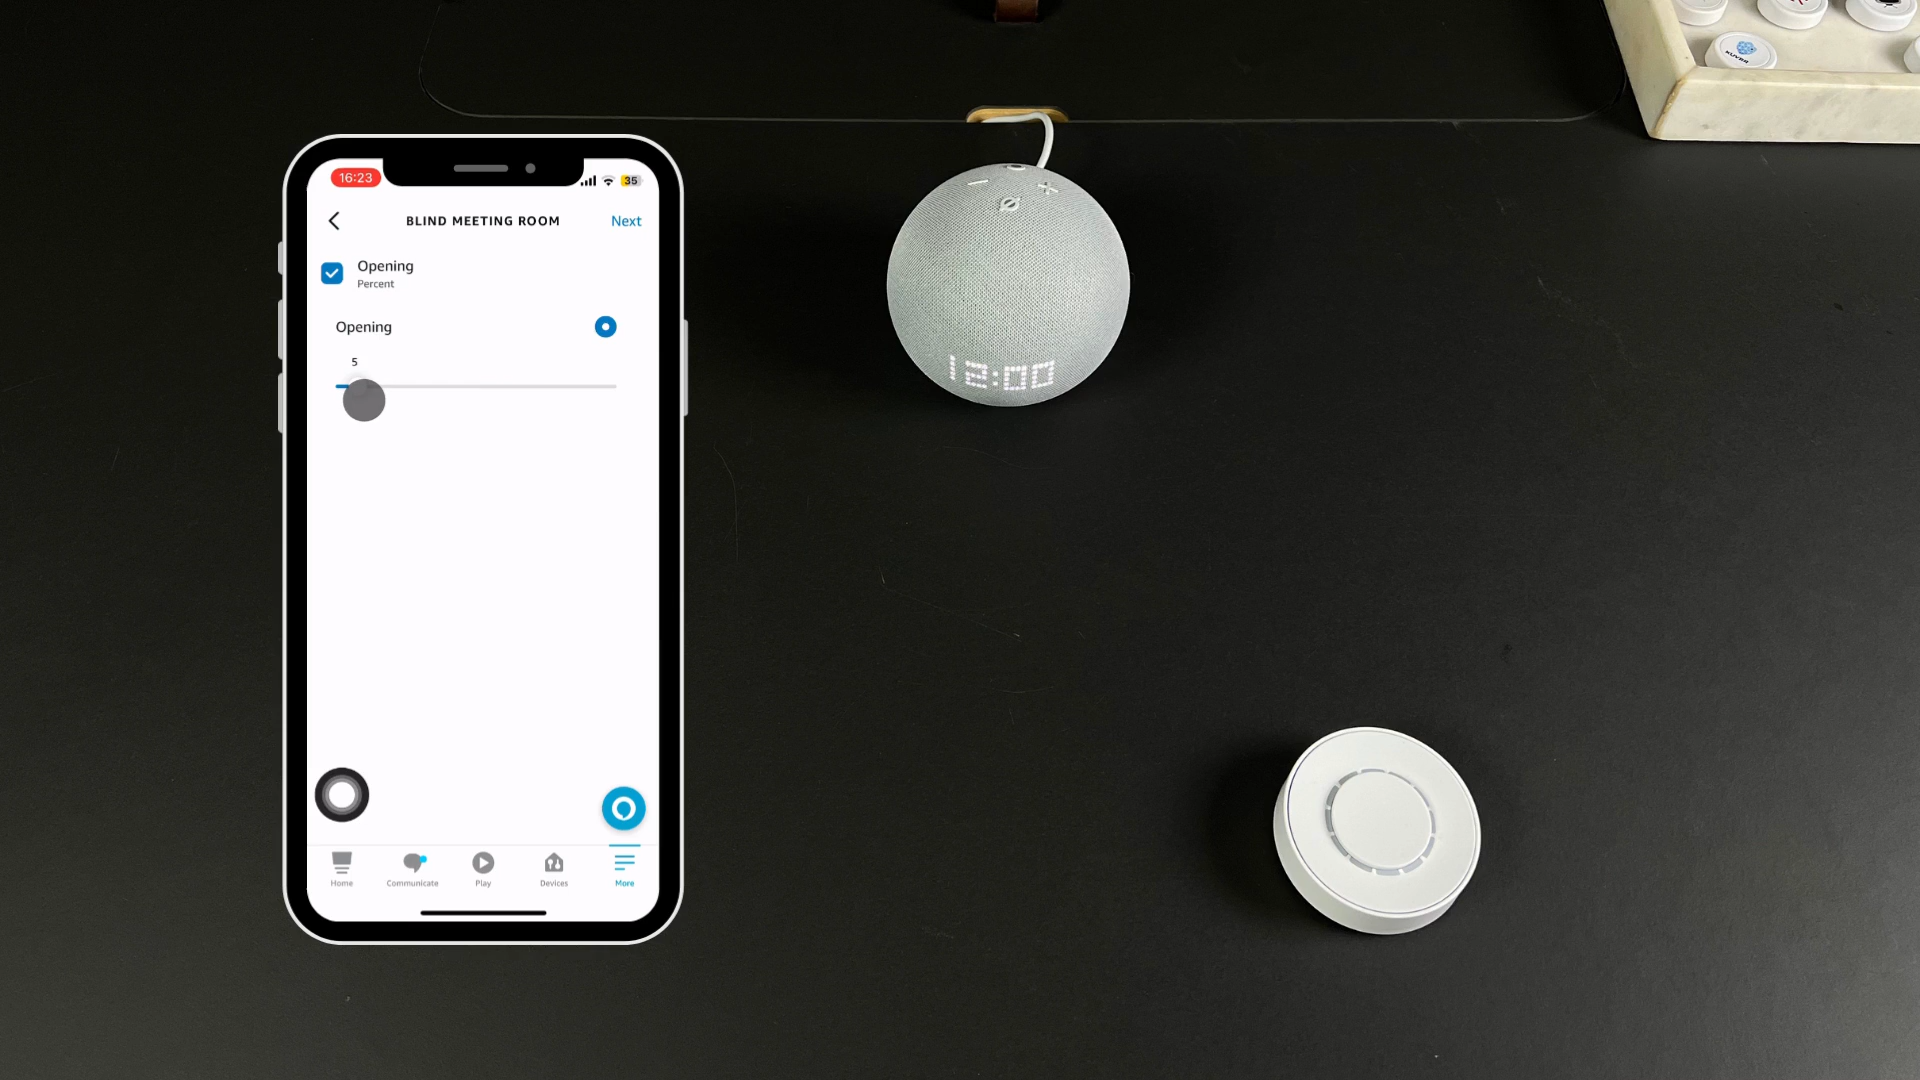 16:23
35
BLIND MEETING ROOM
Next
Opening
Percent
Opening
5
Home
Communicate
Play
Devices
More
12:00